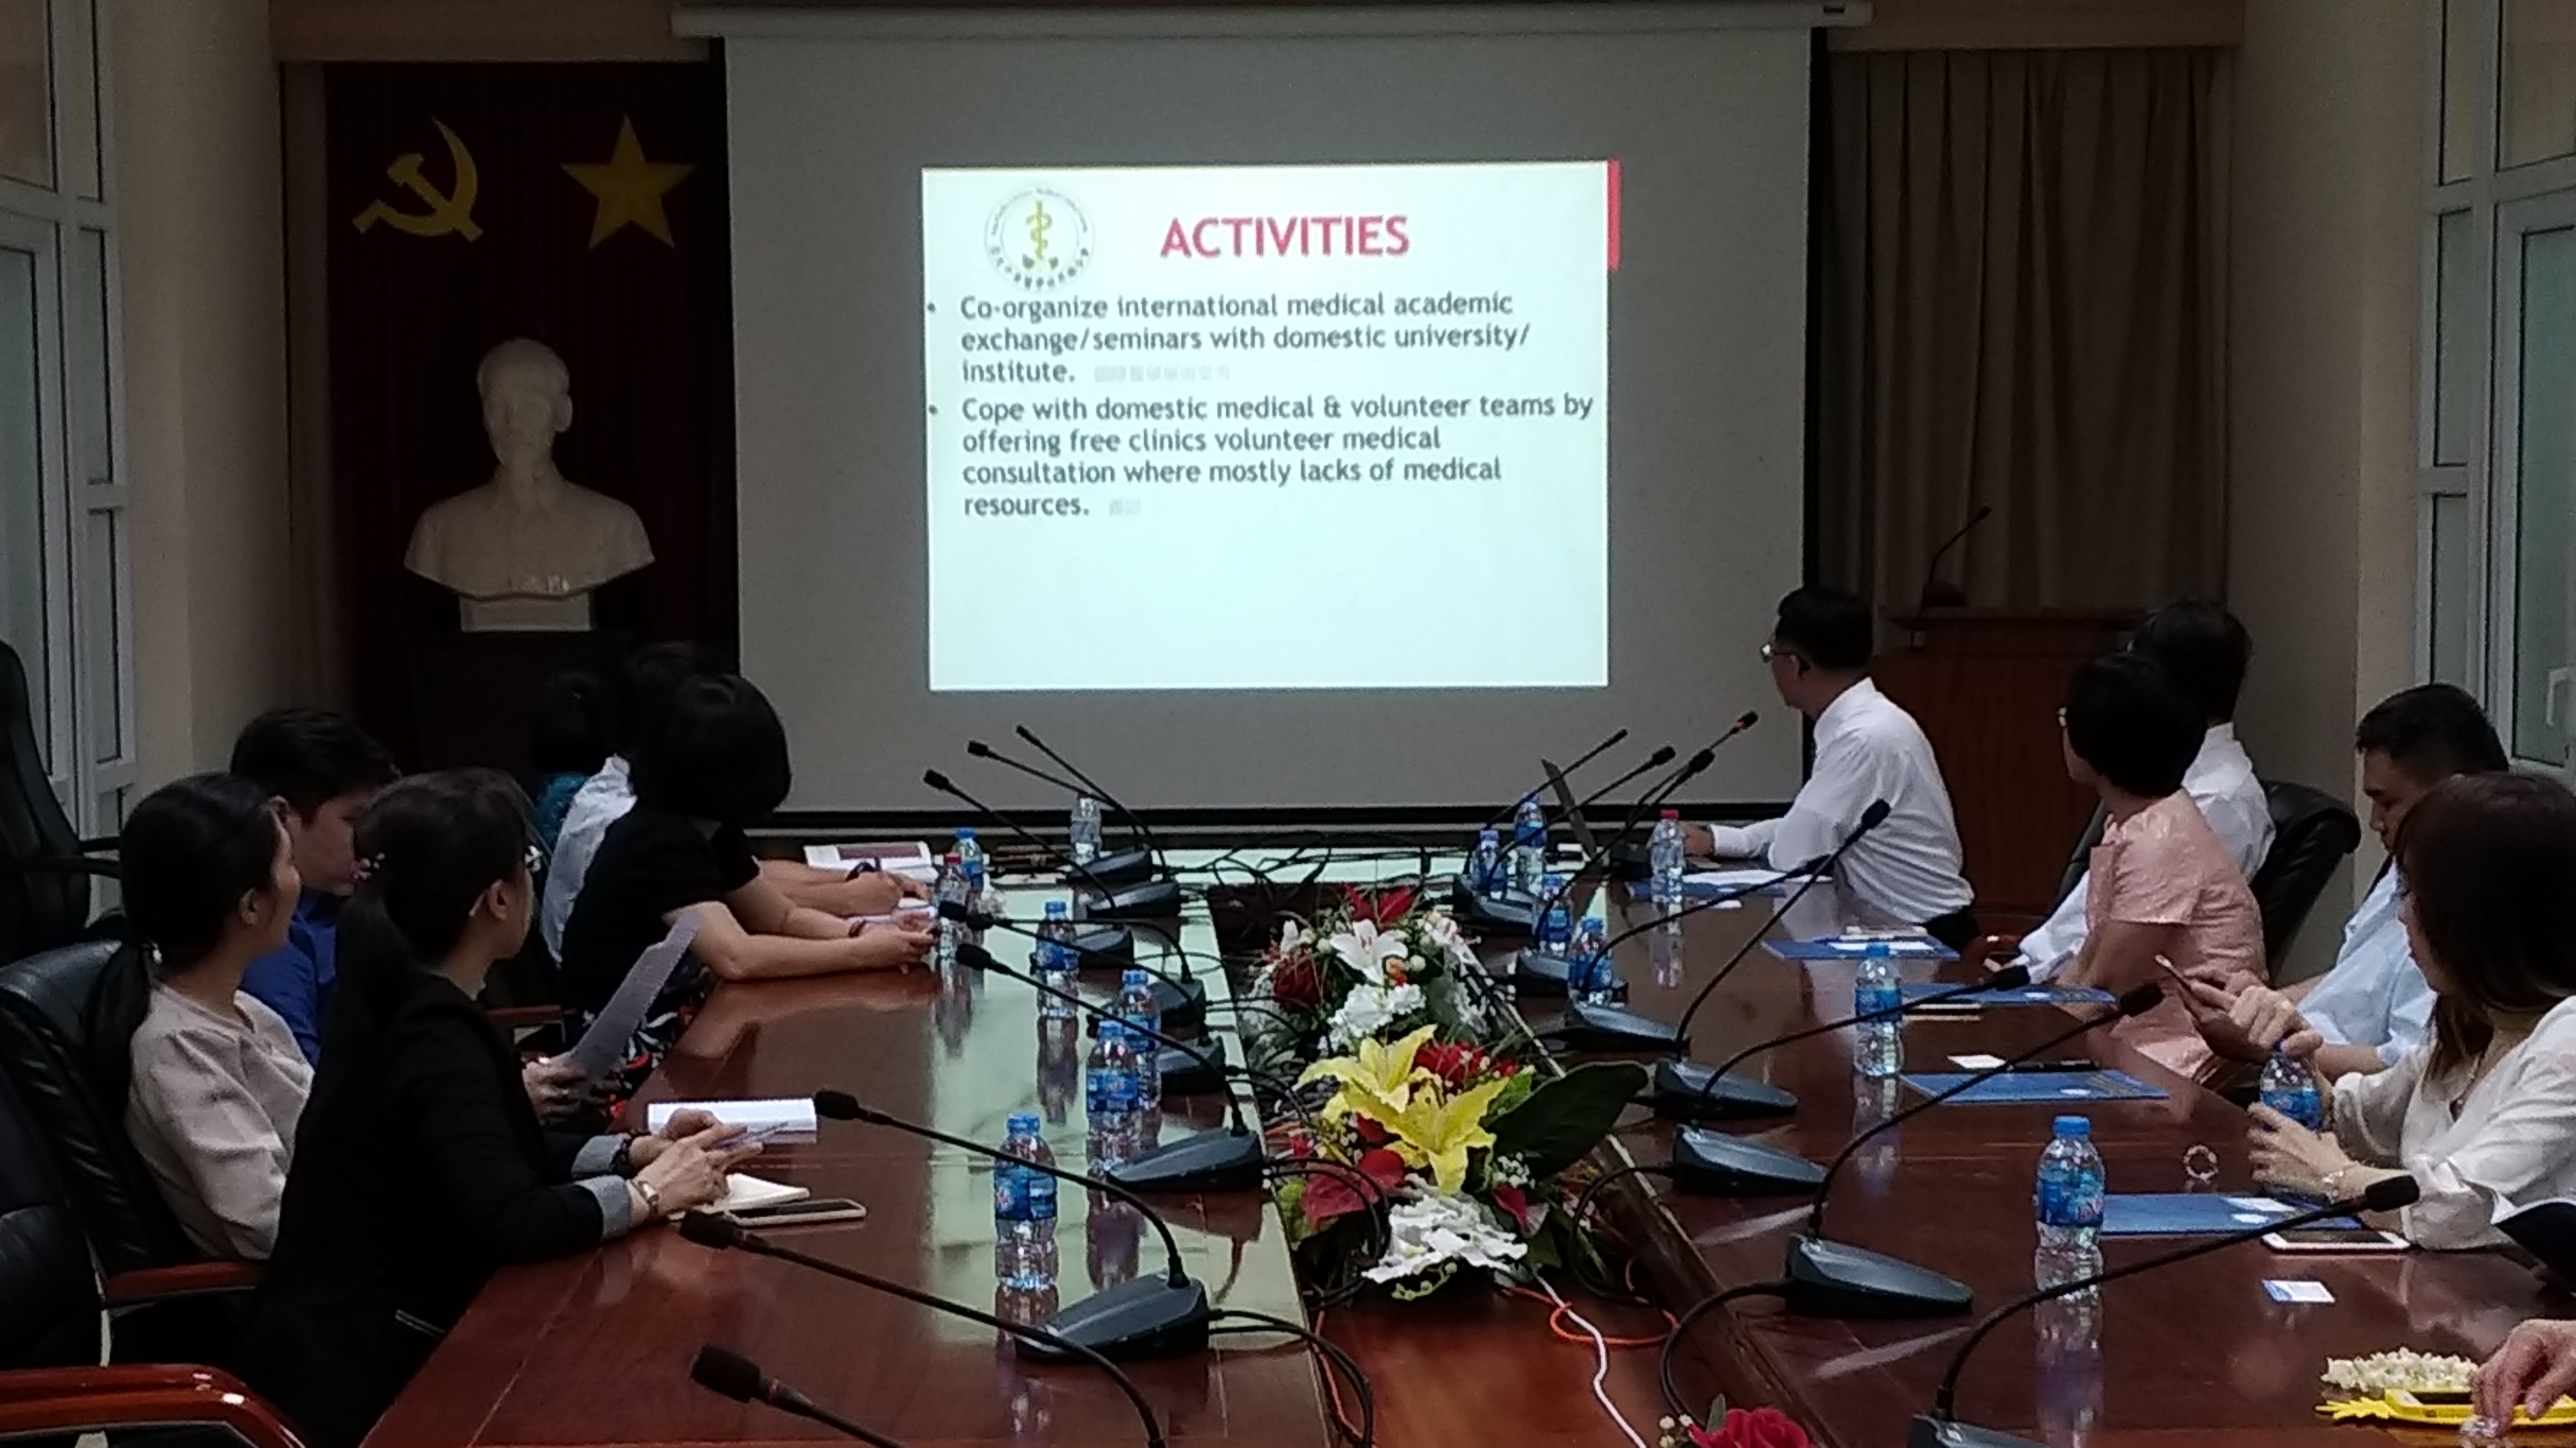 ACTIVITIES
• Co-organize international medical academic
exchange/seminars with domestic university/
institute.
• Cope with domestic medical & volunteer teams by
offering free clinics volunteer medical
consultation where mostly lacks of medical
resources.